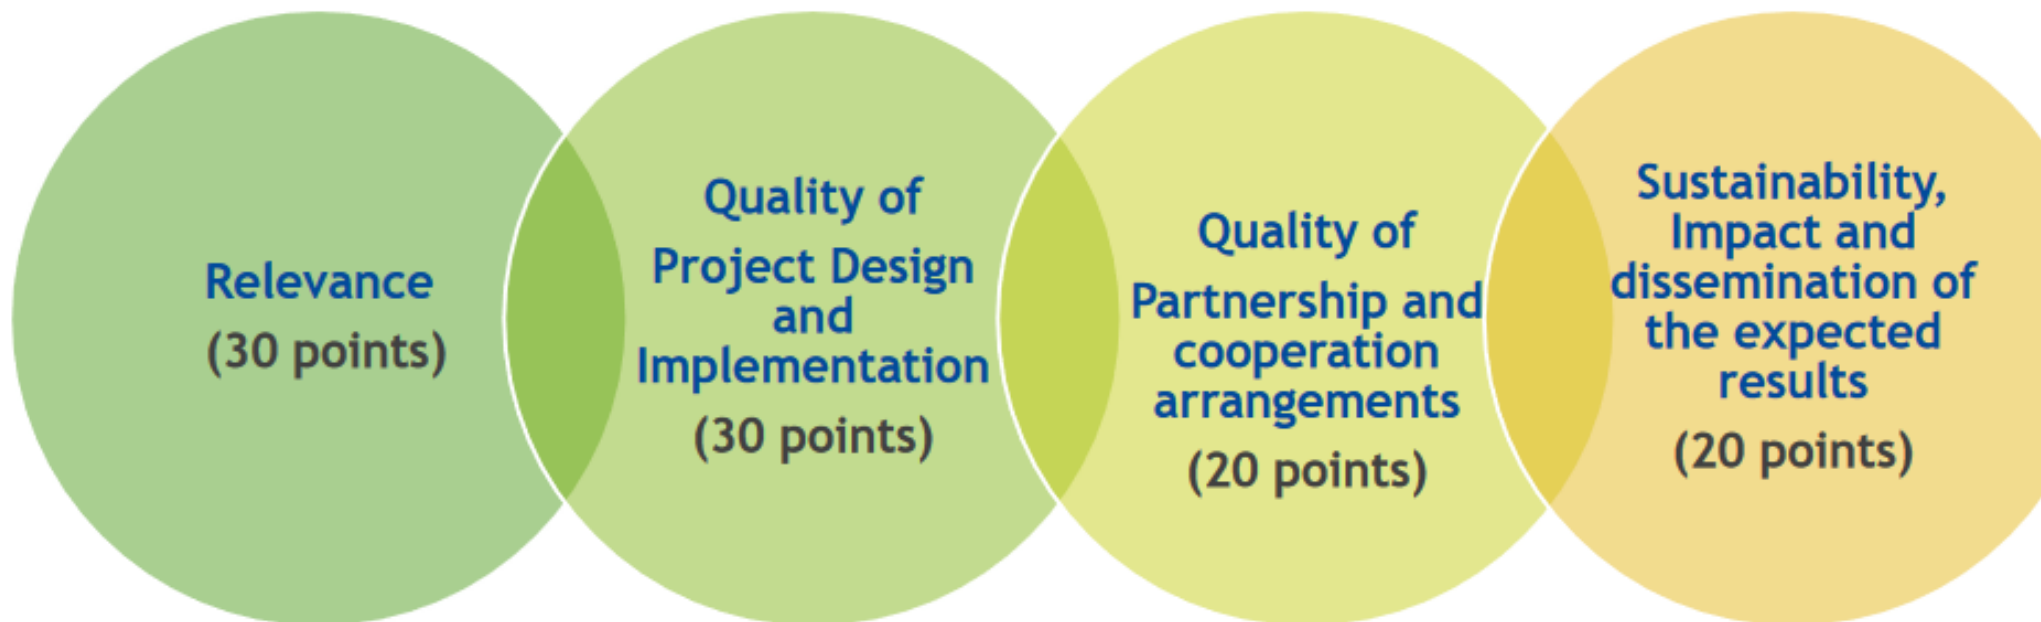 Relevance
(30 points)
Quality of
Project Design
and
Implementation
(30 points)
Quality of
Partnership and
cooperation
arrangements
(20 points)
Sustainability,
Impact and
dissemination of
the expected
results
(20 points)